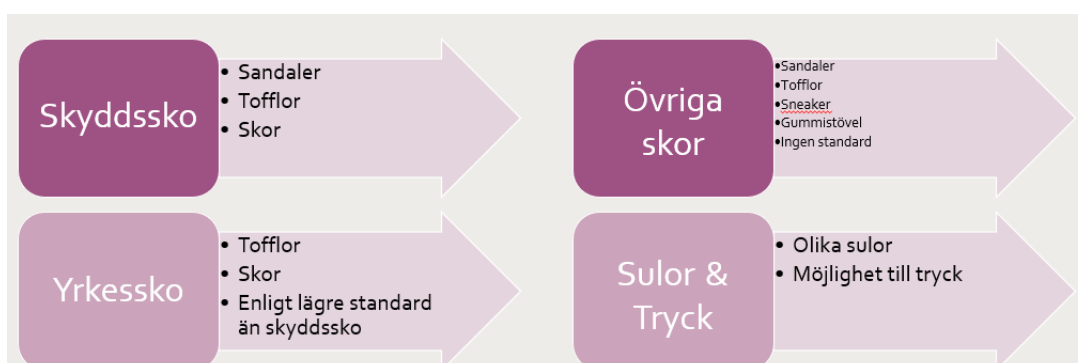 Skyddssko
• Sandaler
• Tofflor
• Skor
Övriga
skor
•Sandaler
•Tofflor
•Sneaker
•Gummistövel
•Ingen standard
Yrkessko
• Tofflor
• Skor
• Enligt lägre standard
än skyddssko
Sulor &
Tryck
• Olika sulor
• Möjlighet till tryck